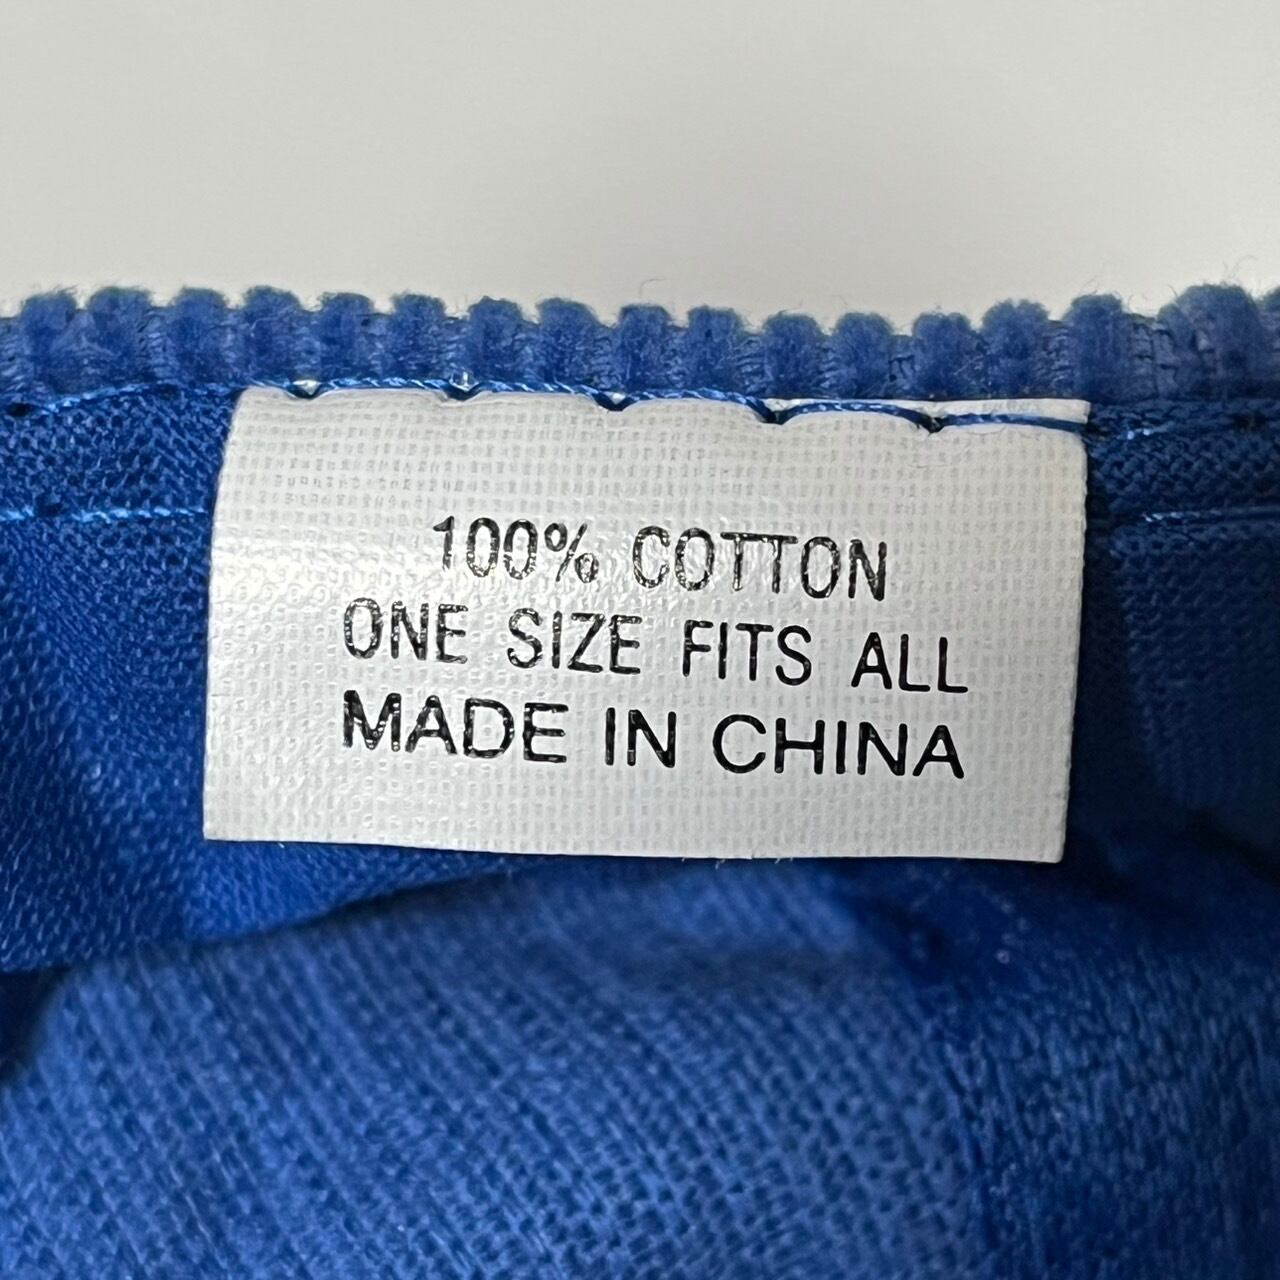 100% COTTON
ONE SIZE FITS ALL
MADE IN CHINA